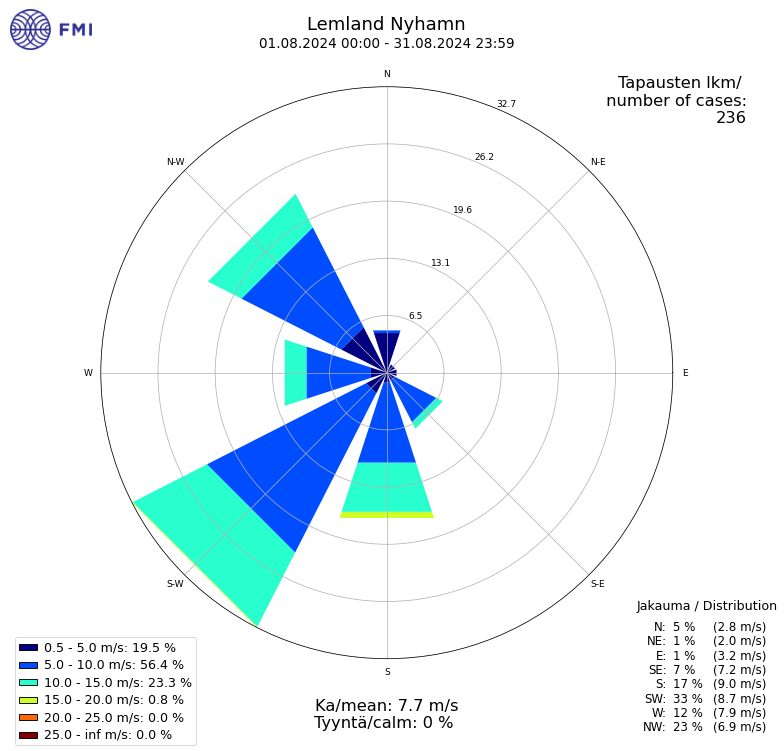 FMI
Lemland Nyhamn
01.08.2024 00:00 - 31.08.2024 23:59
Tapausten lkm/
number of cases:
236
N
N-E
E
S-E
S
S-W
W
N-W
32.7
26.2
19.6
13.1
6.5
Jakauma / Distribution
N: 5 % (2.8 m/s)
NE: 1 % (2.0 m/s)
E: 1 % (3.2 m/s)
SE: 7 % (7.2 m/s)
S: 17 % (9.0 m/s)
SW: 33 % (8.7 m/s)
W: 12 % (7.9 m/s)
NW: 23 % (6.9 m/s)
0.5 - 5.0 m/s: 19.5 %
5.0 - 10.0 m/s: 56.4 %
10.0 - 15.0 m/s: 23.3 %
15.0 - 20.0 m/s: 0.8 %
20.0 - 25.0 m/s: 0.0 %
25.0 - inf m/s: 0.0 %
Ka/mean: 7.7 m/s
Tyyntä/calm: 0 %